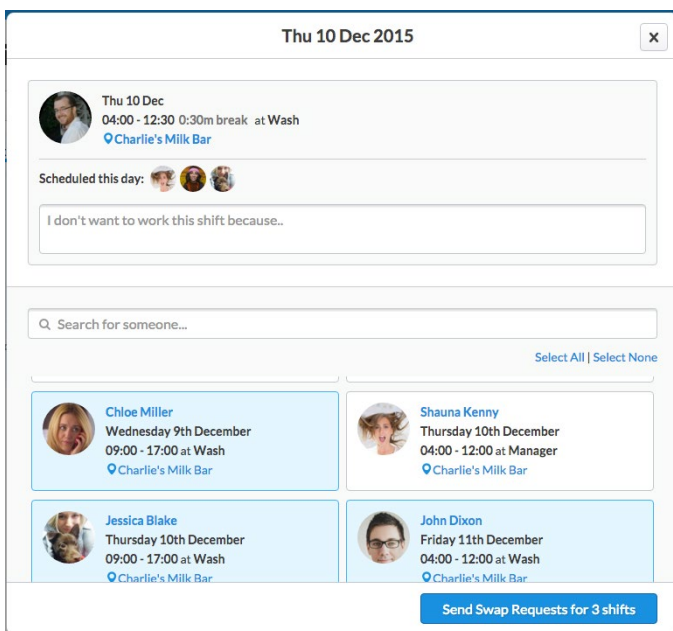 Thu 10 Dec 2015
x
Thu 10 Dec
04:00 - 12:30 0:30m break at Wash
Charlie's Milk Bar
Scheduled this day:
I don't want to work this shift because..
Search for someone...
Select All | Select None
Chloe Miller
Wednesday 9th December
09:00 - 17:00 at Wash
Charlie's Milk Bar
Shauna Kenny
Thursday 10th December
04:00 - 12:00 at Manager
Charlie's Milk Bar
Jessica Blake
Thursday 10th December
09:00 - 17:00 at Wash
Charlie's Milk Bar
John Dixon
Friday 11th December
04:00 - 12:00 at Wash
Charlie's Milk Bar
Send Swap Requests for 3 shifts